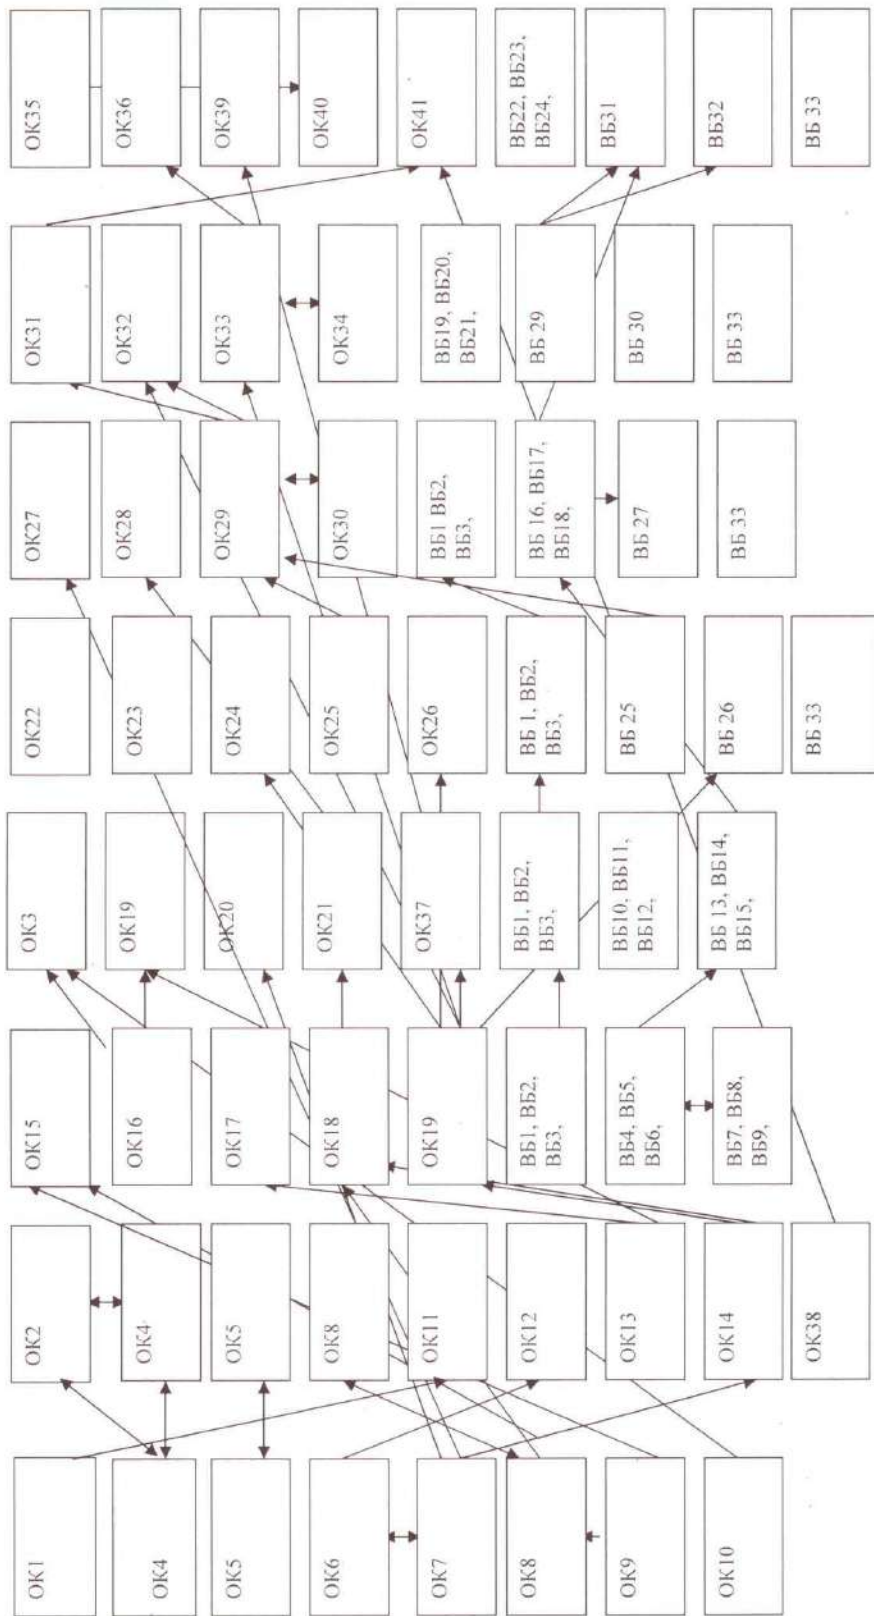 ОК1
ОК4
ОК5
ОК6
ОК7
ОК8
ОК9
ОК10
ОК2
ОК4
ОК5
ОК8
ОК11
ОК12
ОК13
ОК14
ОК38
ОК15
ОК16
ОК17
ОК18
ОК19
ВБ1, ВБ2,
ВБ3,
ВБ4, ВБ5,
ВБ6,
ВБ7, ВБ8,
ВБ9,
ОК3
ОК19
ОК20
ОК21
ОК37
ВБ1, ВБ2,
ВБ3,
ВБ10, ВБ11,
ВБ12,
ВБ 13, ВБ14,
ВБ15,
ОК22
ОК23
ОК24
ОК25
ОК26
ВБ 1, ВБ2,
ВБ3,
ВБ 25
ВБ 26
ВБ 33
ОК27
ОК28
ОК29
ОК30
ВБ1 ВБ2,
ВБ3,
ВБ 16, ВБ17,
ВБ18,
ВБ 27
ВБ 33
ОК31
ОК32
ОК33
ОК34
ВБ19, ВБ20,
ВБ21,
ВБ 29
ВБ 30
ВБ 33
ОК35
ОК36
ОК39
ОК40
ОК41
ВБ22, ВБ23,
ВБ24,
ВБ31
ВБ32
ВБ 33